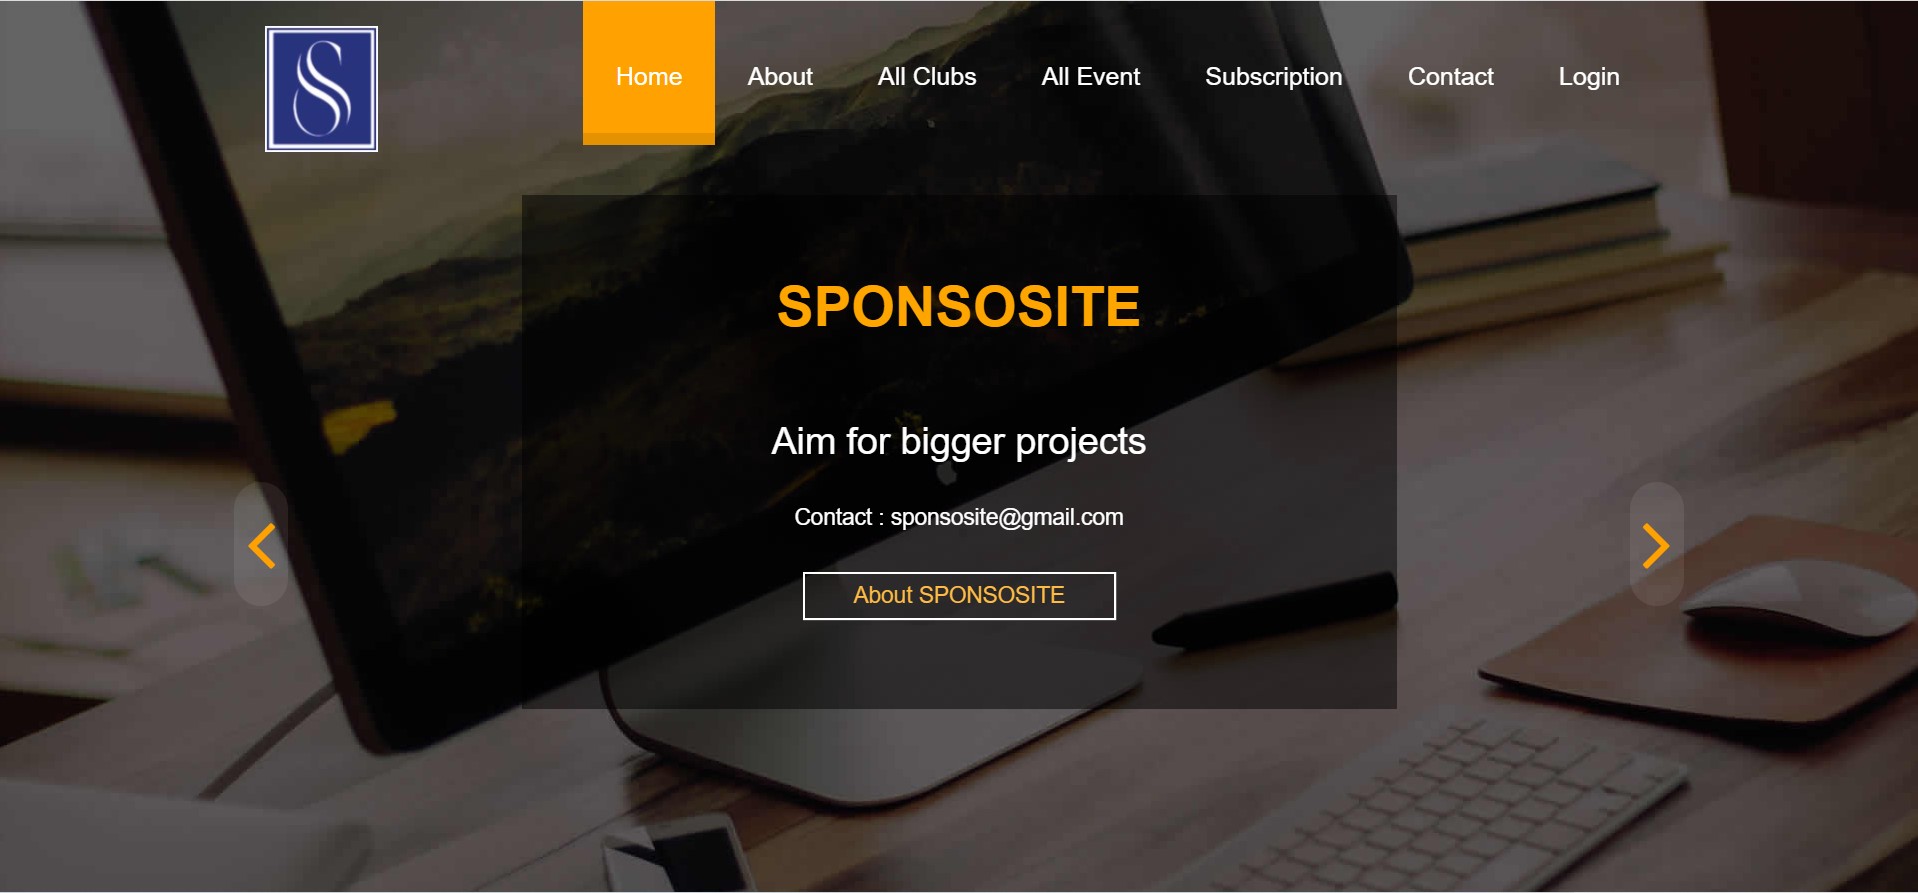 Home About All Clubs All Event Subscription Contact Login
SPONSOSITE
Aim for bigger projects
Contact : sponsosite@gmail.com
About SPONSOSITE